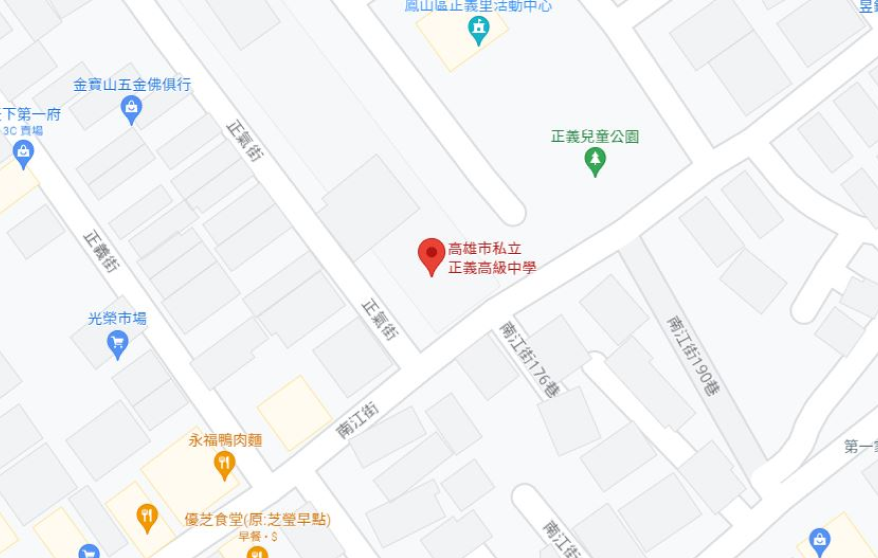 鳳山區正義里活動中心
金寶山五金佛俱行
下第一府
3C 賣場
正氣街
正義兒童公園
正義街
高雄市私立
正義高級中學
光榮市場
正氣街
南江街176巷
南江街190巷
南江街
永福鴨肉麵
第一
優芝食堂(原:芝瑩早點)
早餐・$
南江街